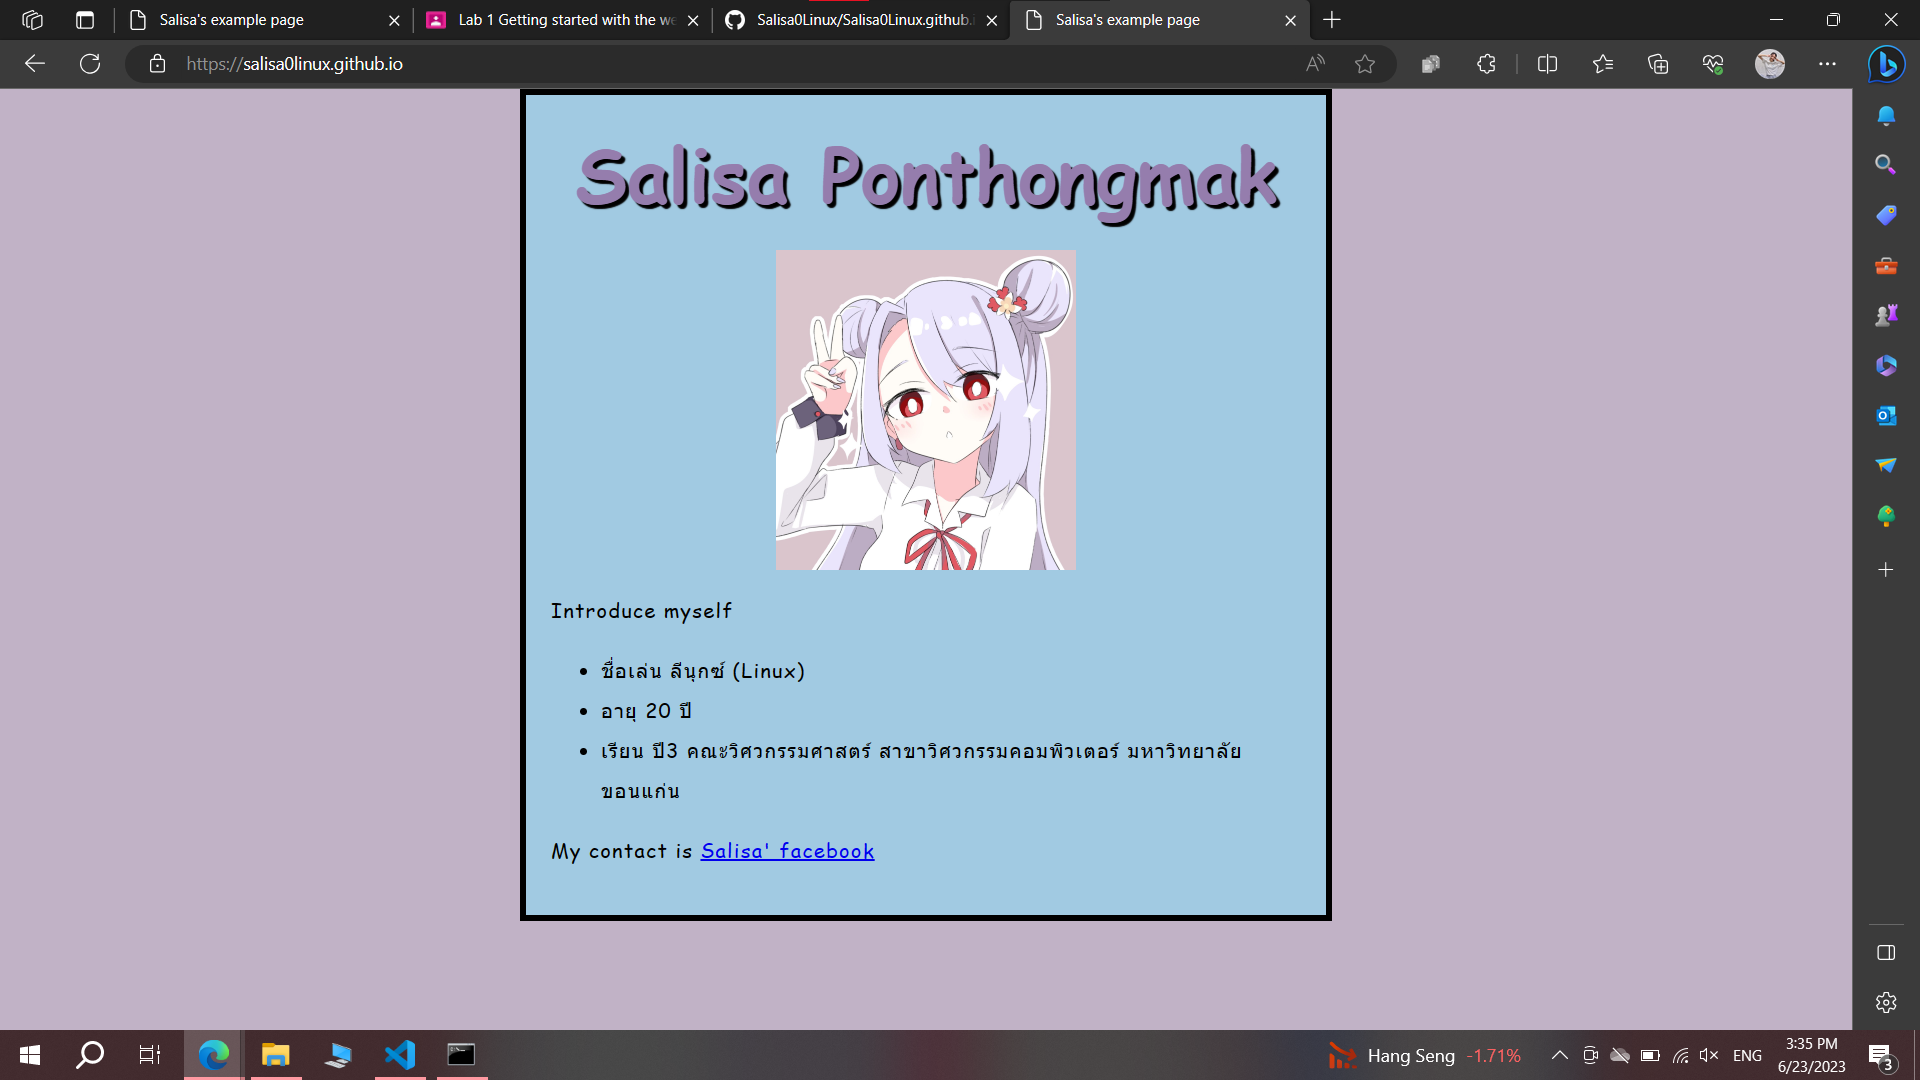 Salisa's example page
Lab 1 Getting started with the we
Salisa0Linux/Salisa0Linux.github.i
Salisa's example page
https://salisa0linux.github.io
Salisa Ponthongmak
Introduce myself
ชื่อเล่น ลีนุกซ์ (Linux)
อายุ 20 ปี
เรียน ปี3 คณะวิศวกรรมศาสตร์ สาขาวิศวกรรมคอมพิวเตอร์ มหาวิทยาลัย
ขอนแก่น
My contact is Salisa' facebook
Hang Seng -1.71%
ENG
3:35 PM
6/23/2023
3